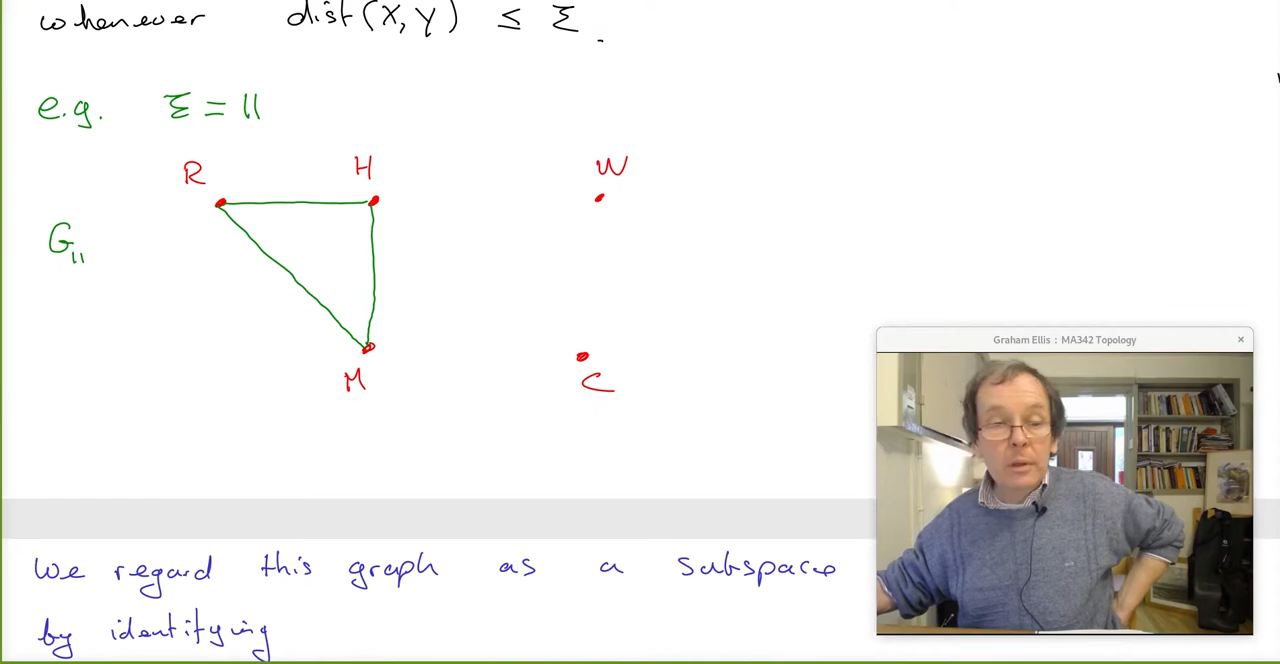 whenever dist(X, Y) ≤ Σ.
e.g. Σ = 11
R H W
G₁₁
M C
Graham Ellis : MA342 Topology
we regard this graph as a subspace
by identifying